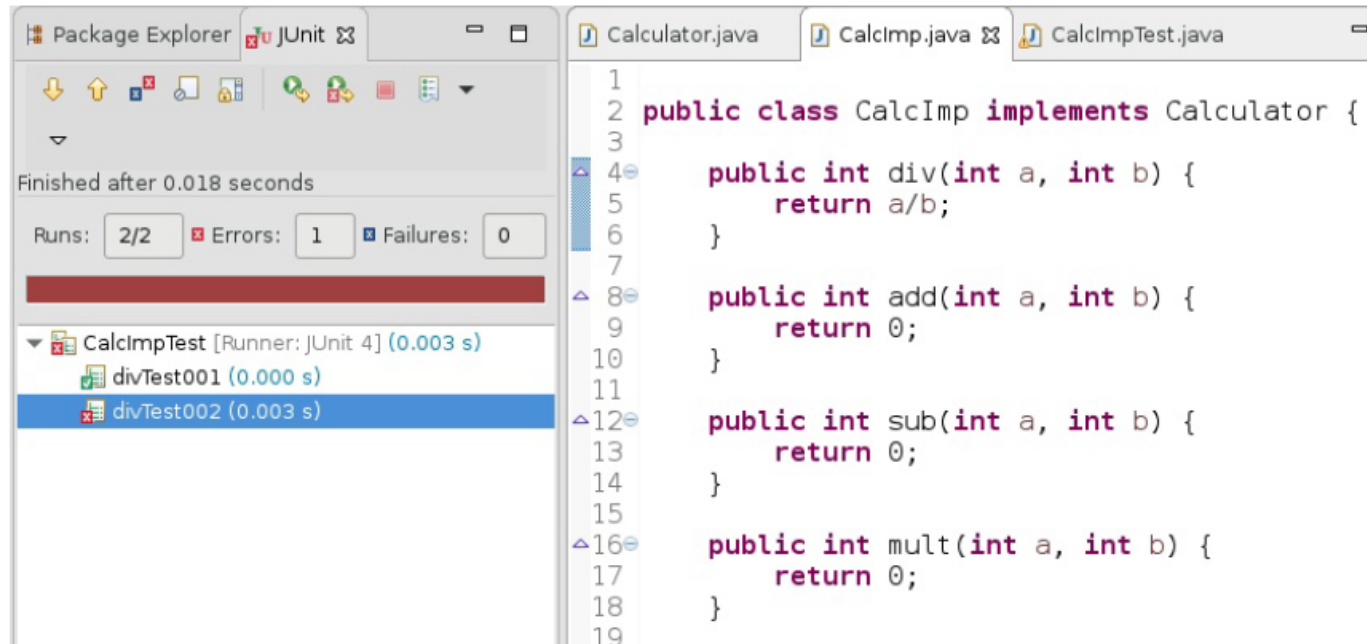 Package Explorer JUnit
Finished after 0.018 seconds
Runs: 2/2 Errors: 1 Failures: 0
CalcImpTest [Runner: JUnit 4] (0.003 s)
divTest001 (0.000 s)
divTest002 (0.003 s)
Calculator.java CalcImp.java CalcImpTest.java
1
2 public class CalcImp implements Calculator {
3
4 public int div(int a, int b) {
5 return a/b;
6 }
7
8 public int add(int a, int b) {
9 return 0;
10 }
11
12 public int sub(int a, int b) {
13 return 0;
14 }
15
16 public int mult(int a, int b) {
17 return 0;
18 }
19